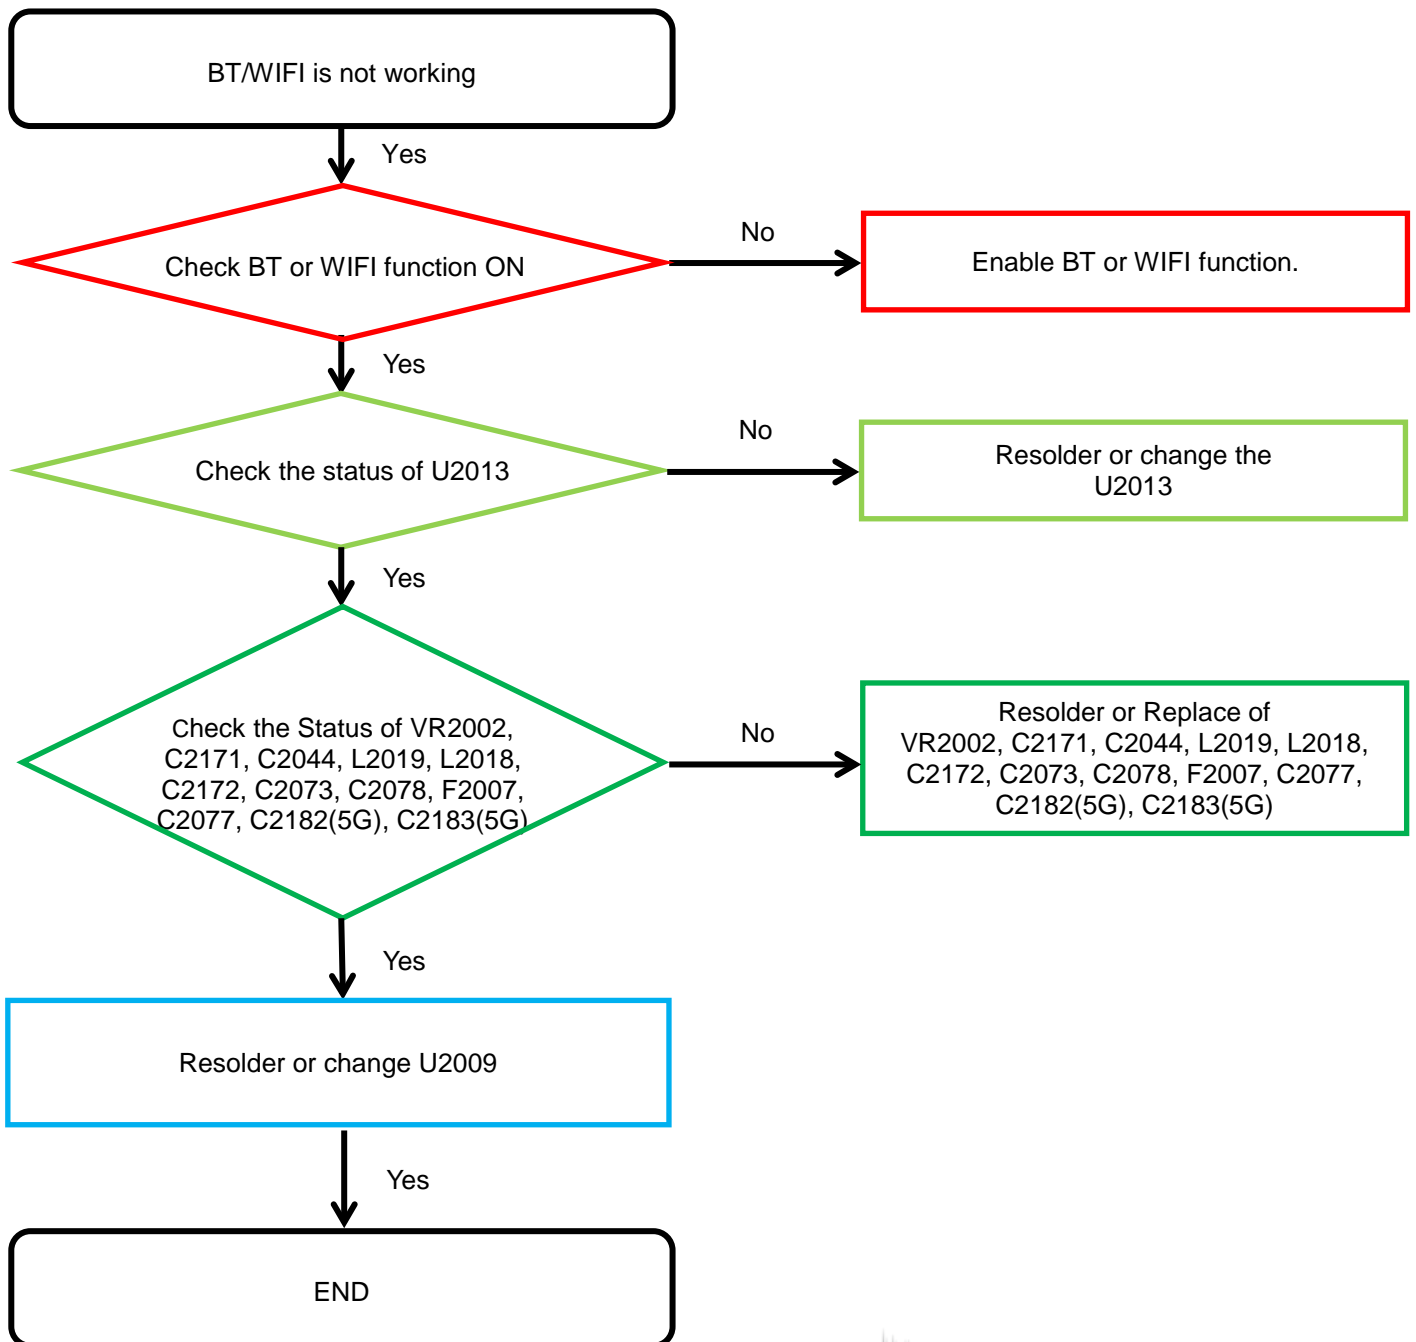 BT/WIFI is not working
Yes
Check BT or WIFI function ON
No
Enable BT or WIFI function.
Yes
Check the status of U2013
No
Resolder or change the
U2013
Yes
Check the Status of VR2002,
C2171, C2044, L2019, L2018,
C2172, C2073, C2078, F2007,
C2077, C2182(5G), C2183(5G)
No
Resolder or Replace of
VR2002, C2171, C2044, L2019, L2018,
C2172, C2073, C2078, F2007, C2077,
C2182(5G), C2183(5G)
Yes
Resolder or change U2009
Yes
END